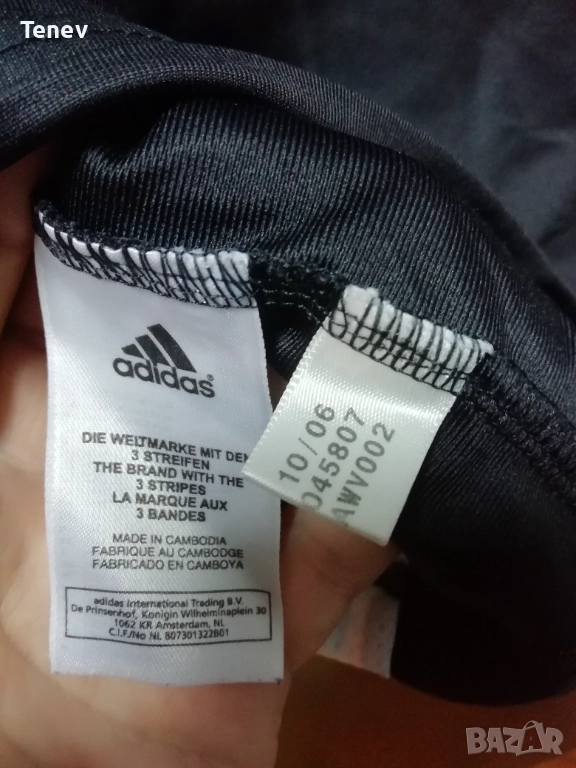 Tenev
adidas
DIE WELTMARKE MIT DEN
3 STREIFEN
THE BRAND WITH THE
3 STRIPES
LA MARQUE AUX
3 BANDES
MADE IN CAMBODIA
FABRIQUE AU CAMBODGE
FABRICADO EN CAMBOYA
adidas International Trading B.V.
De Prinsenhof, Konigin Wilhelminaplein 30
1062 KR Amsterdam, NL
C.I.F./No NL 807301322B01
10/06
045807
AWV002
BAZAR